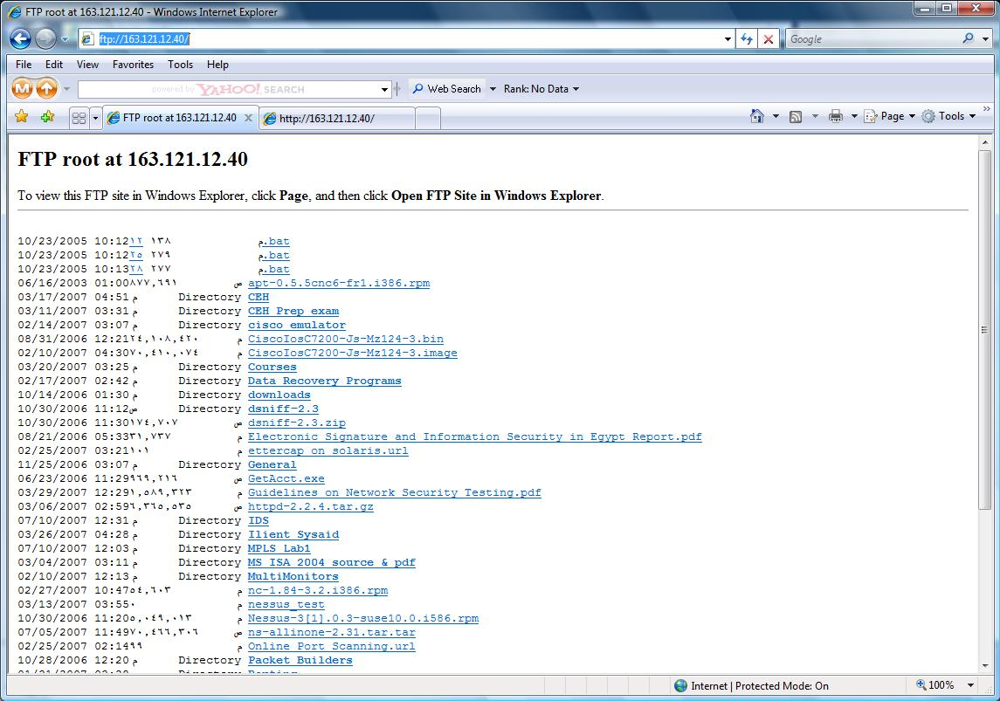 FTP root at 163.121.12.40 - Windows Internet Explorer
ftp://163.121.12.40/
Google
File Edit View Favorites Tools Help
powered by YAHOO! SEARCH
Web Search
Rank: No Data
FTP root at 163.121.12.40
http://163.121.12.40/
Page
Tools
FTP root at 163.121.12.40
To view this FTP site in Windows Explorer, click Page, and then click Open FTP Site in Windows Explorer.
10/23/2005 10:12١٢ ١٣٨ م.bat
10/23/2005 10:12٢٥ ٢٧٩ م.bat
10/23/2005 10:13٢٨ ٢٧٧ م.bat
06/16/2003 01:00٨٧٧,٦٩١ ص apt-0.5.5cnc6-fr1.i386.rpm
03/17/2007 04:51م Directory CEH
03/11/2007 03:31م Directory CEH Prep exam
02/14/2007 03:07م Directory cisco emulator
08/31/2006 12:21٢٤,١٠٨,٤٢٠ م CiscoIosC7200-Js-Mz124-3.bin
02/10/2007 04:30٧٠,٤١٠,٠٧٤ م CiscoIosC7200-Js-Mz124-3.image
03/20/2007 03:25م Directory Courses
02/17/2007 02:42م Directory Data Recovery Programs
10/14/2006 01:30م Directory downloads
10/30/2006 11:12ص Directory dsniff-2.3
10/30/2006 11:30١٧٤,٧٠٧ ص dsniff-2.3.zip
08/21/2006 05:33٣١,٧٣٧ م Electronic Signature and Information Security in Egypt Report.pdf
02/25/2007 03:21١٠١ م ettercap on solaris.url
11/25/2006 03:07م Directory General
06/23/2006 11:29٩٦٩,٢١٦ ص GetAcct.exe
03/29/2007 12:29١,٥٨٩,٣٢٣ م Guidelines on Network Security Testing.pdf
03/06/2007 02:59٦,٣٦٥,٥٣٥ ص httpd-2.2.4.tar.gz
07/10/2007 12:31م Directory IDS
03/26/2007 04:28م Directory Ilient Sysaid
07/10/2007 12:03م Directory MPLS Lab1
03/04/2007 03:11م Directory MS ISA 2004 source & pdf
02/10/2007 12:13م Directory MultiMonitors
02/27/2007 10:47٥٤,٦٠٣ م nc-1.84-3.2.i386.rpm
03/13/2007 03:55٠ م nessus_test
10/30/2006 11:20٥,٠٤٩,٠١٣ م Nessus-3[1].0.3-suse10.0.i586.rpm
07/05/2007 11:49٧٠,٤٦٦,٣٠٦ ص ns-allinone-2.31.tar.tar
02/25/2007 02:14٩٩ م Online Port Scanning.url
10/28/2006 12:20م Directory Packet Builders
Internet | Protected Mode: On
100%